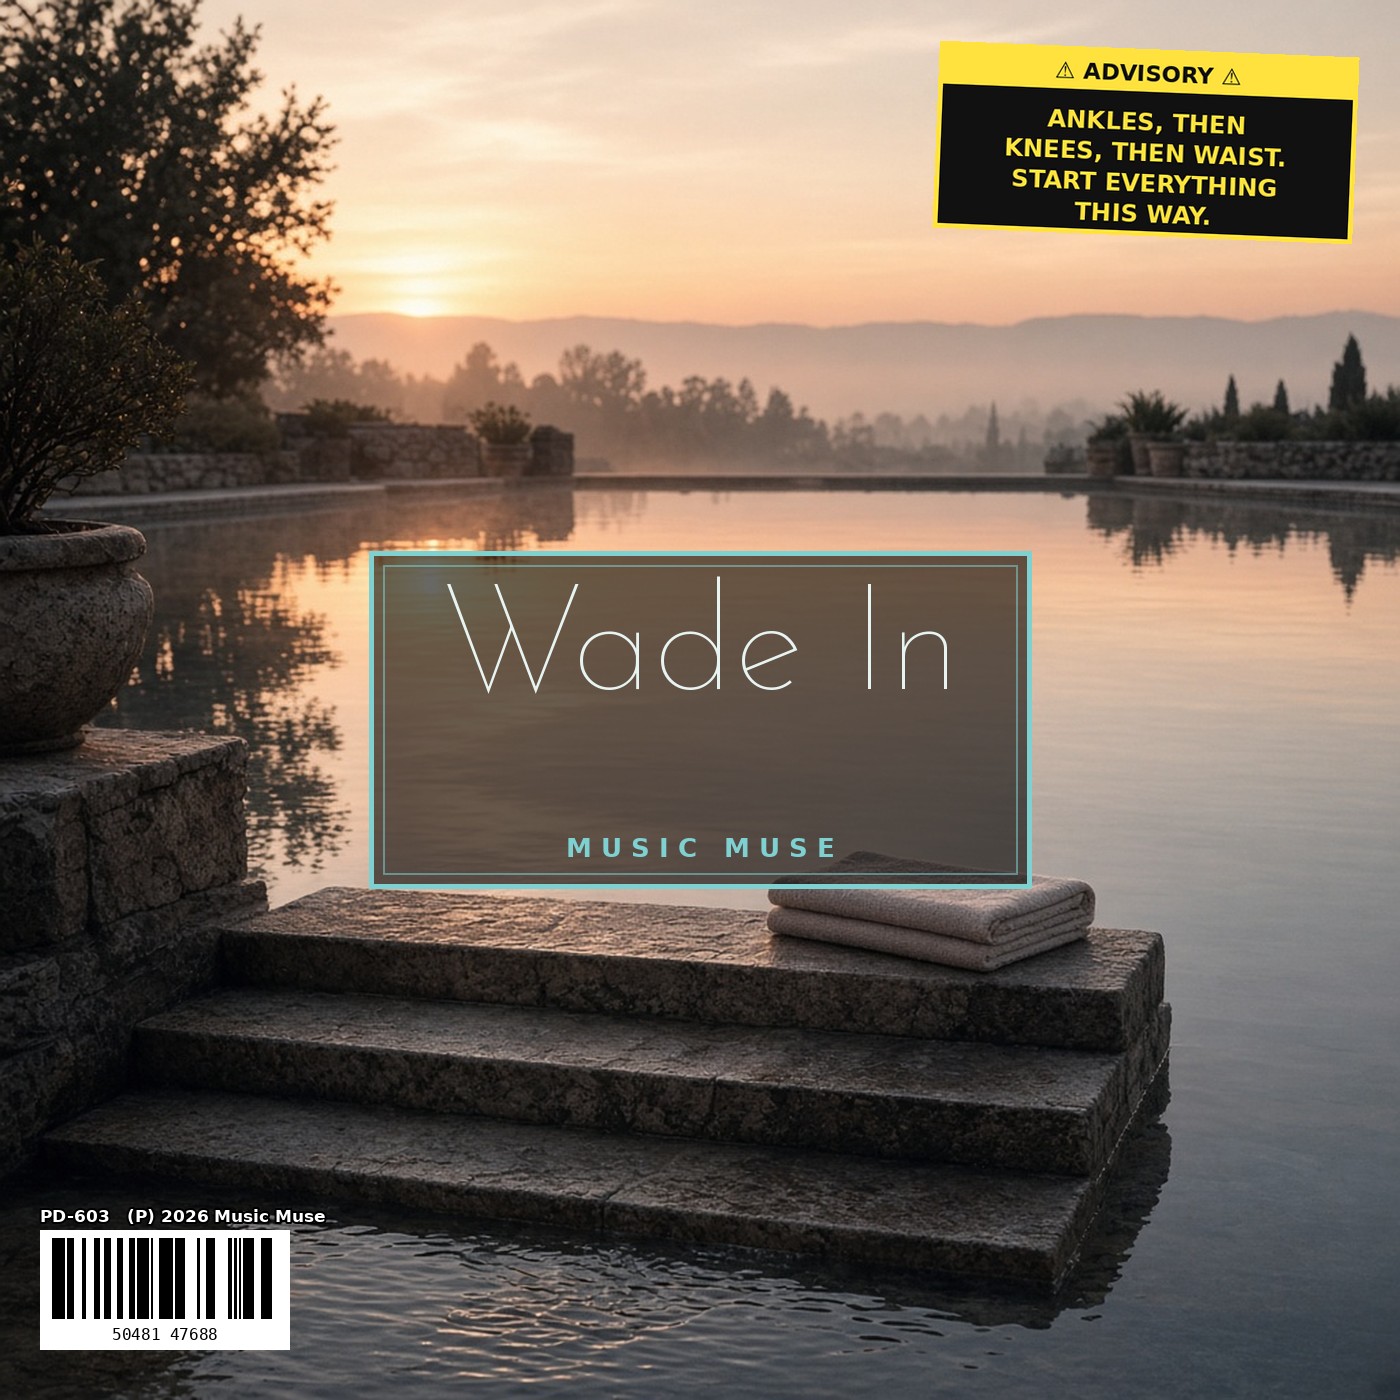 ⚠ ADVISORY ⚠
ANKLES, THEN
KNEES, THEN WAIST.
START EVERYTHING
THIS WAY.
Wade In
MUSIC MUSE
PD-603 (P) 2026 Music Muse
50481 47688